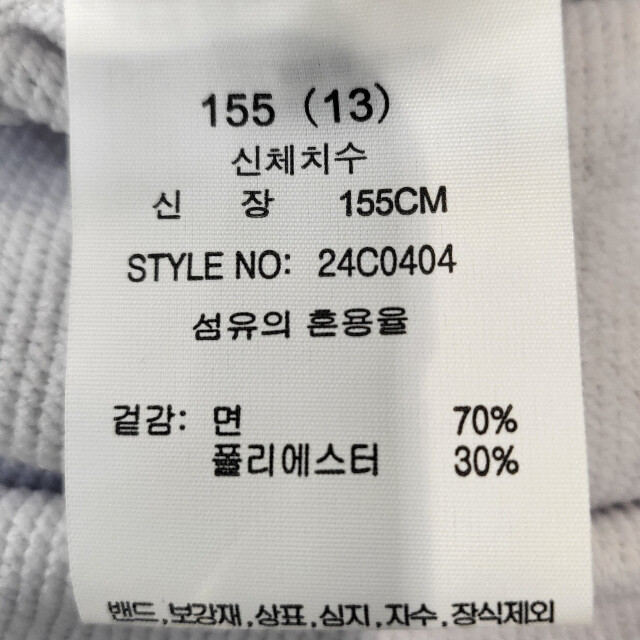 155 (13)
신체치수
신 장 155CM
STYLE NO: 24C0404
섬유의 혼용율
겉감: 면 70%
폴리에스터 30%
밴드,보강재,상표,심지,자수,장식제외